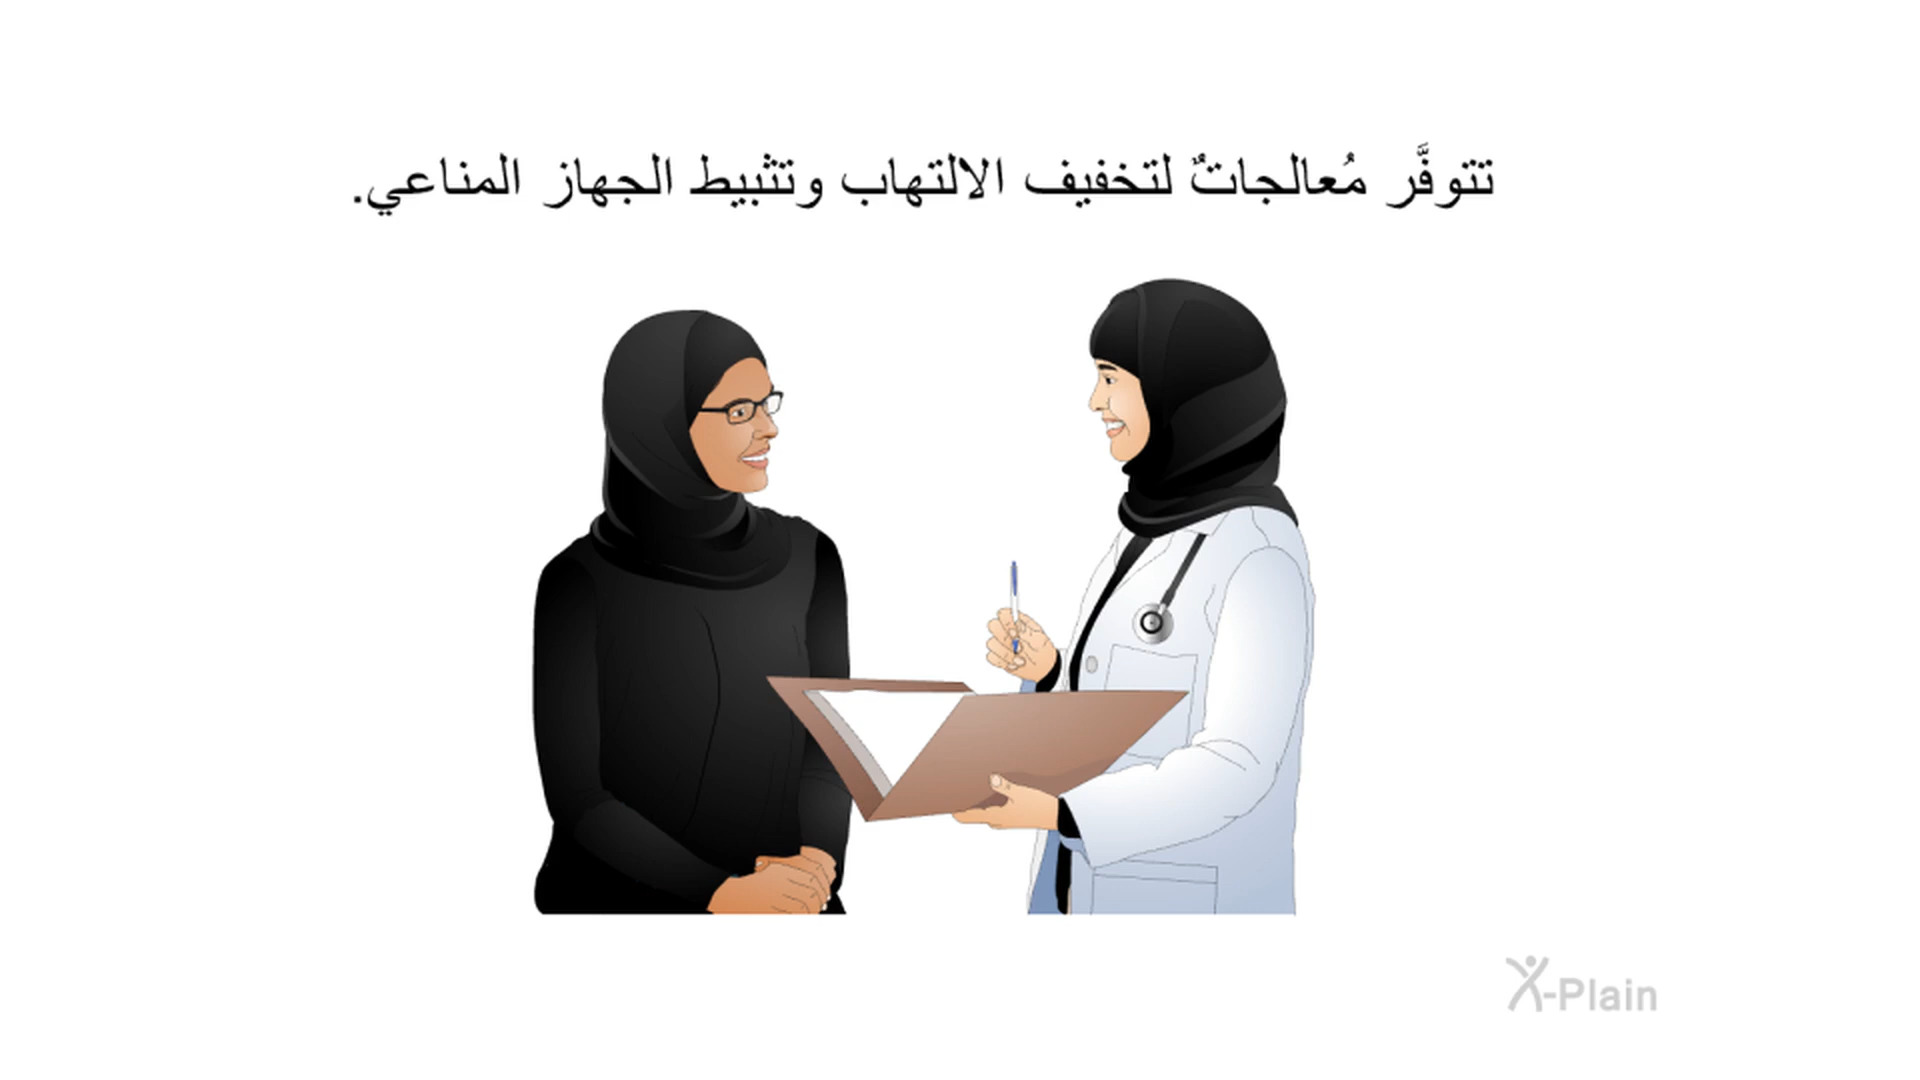 تتوفَّر مُعالجاتٌ لتخفيف الالتهاب وتثبيط الجهاز المناعي.
X-Plain